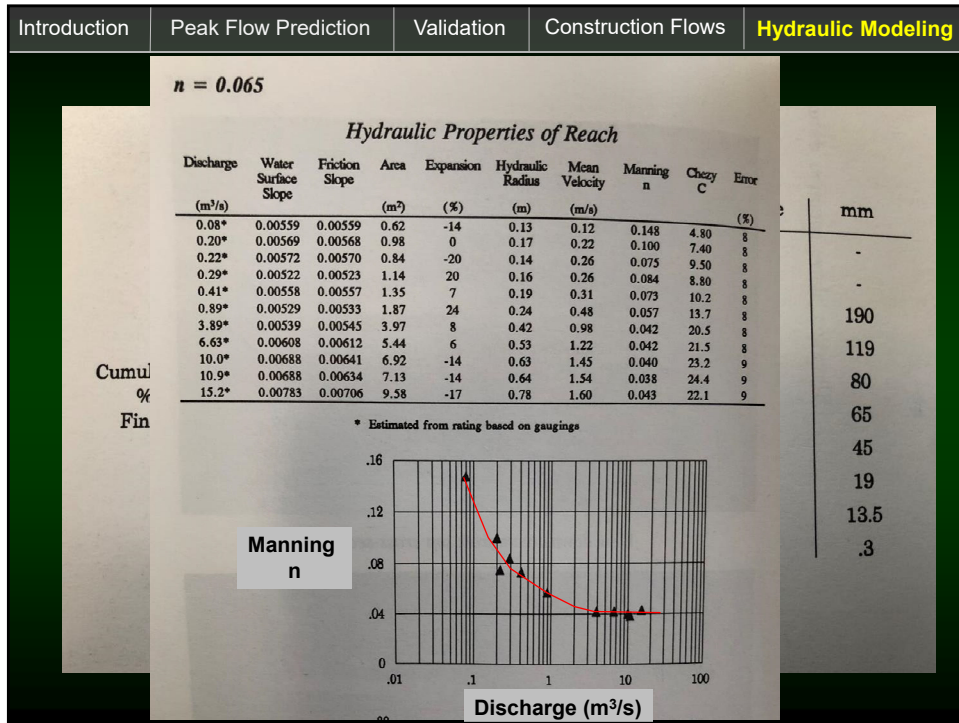 Introduction Peak Flow Prediction Validation Construction Flows Hydraulic Modeling
n = 0.065
Hydraulic Properties of Reach
Discharge Water Surface Slope Friction Slope Area Expansion Hydraulic Radius Mean Velocity Manning n Chezy C Error
(m³/s) (m²) (%) (m) (m/s) (%)
0.08* 0.00559 0.00559 0.62 -14 0.13 0.12 0.148 4.80 8
0.20* 0.00569 0.00568 0.98 0 0.17 0.22 0.100 7.40 8
0.22* 0.00572 0.00570 0.84 -20 0.14 0.26 0.075 9.50 8
0.29* 0.00522 0.00523 1.14 20 0.16 0.26 0.084 8.80 8
0.41* 0.00558 0.00557 1.35 7 0.19 0.31 0.073 10.2 8
0.89* 0.00529 0.00533 1.87 24 0.24 0.48 0.057 13.7 8
3.89* 0.00539 0.00545 3.97 8 0.42 0.98 0.042 20.5 8
6.63* 0.00608 0.00612 5.44 6 0.53 1.22 0.042 21.5 8
10.0* 0.00688 0.00641 6.92 -14 0.63 1.45 0.040 23.2 9
10.9* 0.00688 0.00634 7.13 -14 0.64 1.54 0.038 24.4 9
15.2* 0.00783 0.00706 9.58 -17 0.78 1.60 0.043 22.1 9
* Estimated from rating based on gaugings
.16
.12
Manning
n
.08
.04
0
.01 .1 1 10 100
Discharge (m³/s)
Cumul
%
Fin
mm
-
-
190
119
80
65
45
19
13.5
.3